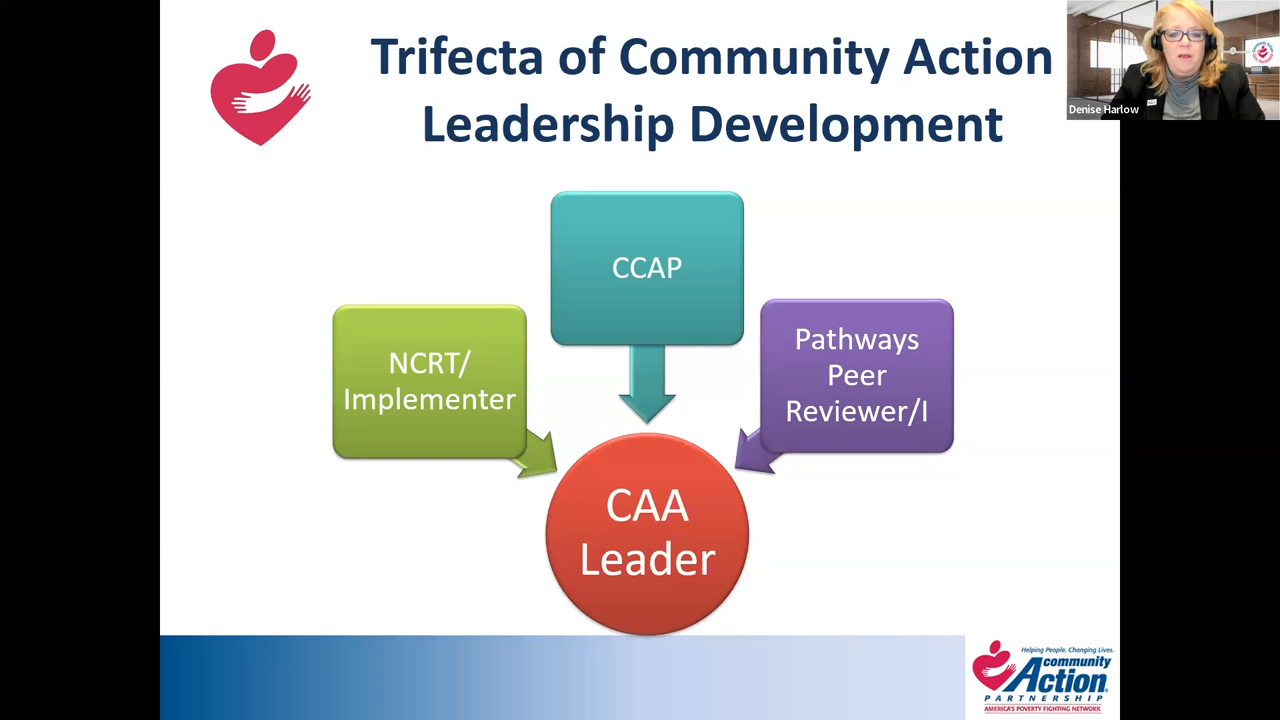 Trifecta of Community Action
Leadership Development
Denise Harlow
CCAP
NCRT/
Implementer
Pathways
Peer
Reviewer/I
CAA
Leader
Helping People. Changing Lives.
community
Action
PARTNERSHIP
AMERICA'S POVERTY FIGHTING NETWORK